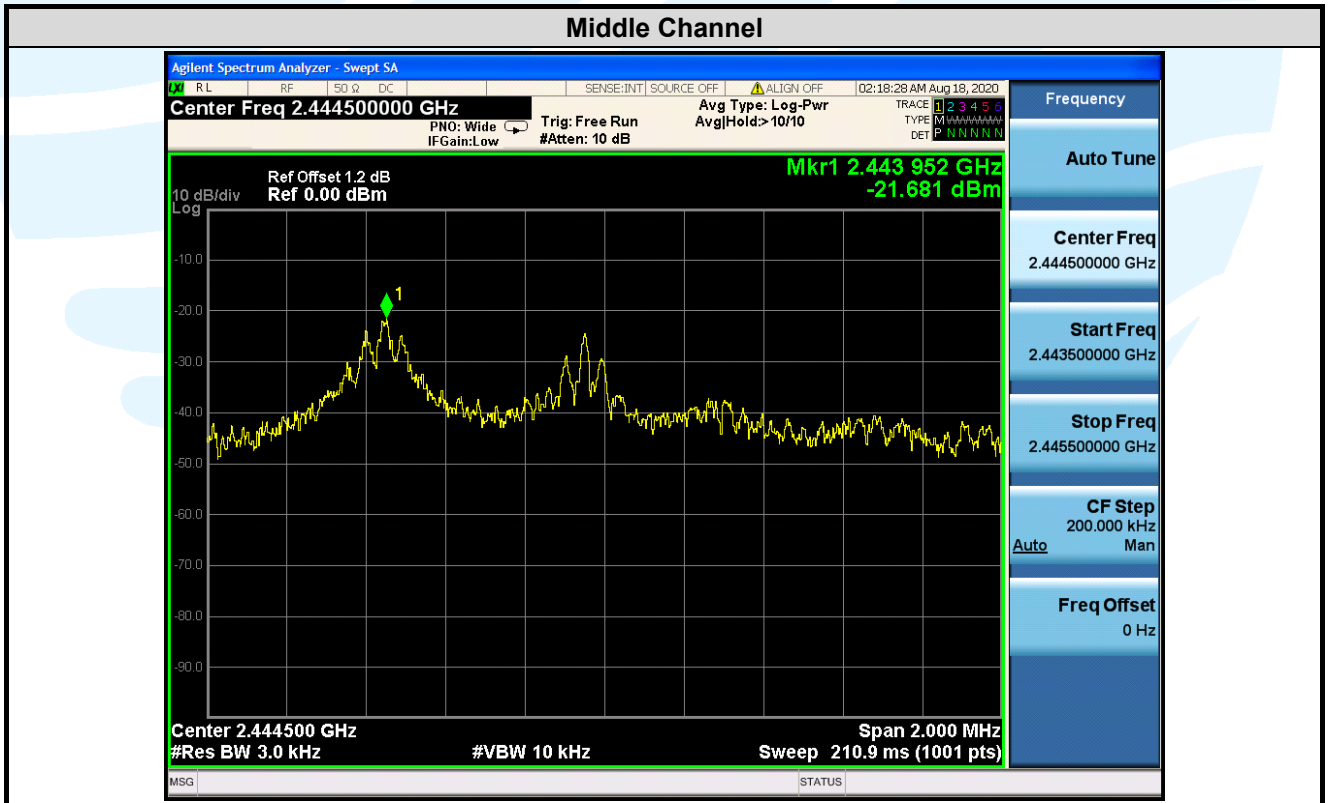 Middle Channel
Agilent Spectrum Analyzer - Swept SA
LXI RL RF 50 Ω DC SENSE:INT SOURCE OFF ALIGN OFF 02:18:28 AM Aug 18, 2020
Center Freq 2.444500000 GHz
PNO: Wide
IFGain:Low
Trig: Free Run
#Atten: 10 dB
Avg Type: Log-Pwr
Avg|Hold:>10/10
TRACE 1 2 3 4 5 6
TYPE M
DET P N N N N N
Mkr1 2.443 952 GHz
-21.681 dBm
Ref Offset 1.2 dB
10 dB/div Ref 0.00 dBm
Log
-10.0
-20.0
-30.0
-40.0
-50.0
-60.0
-70.0
-80.0
-90.0
1
Center 2.444500 GHz Span 2.000 MHz
#Res BW 3.0 kHz #VBW 10 kHz Sweep 210.9 ms (1001 pts)
MSG STATUS
Frequency
Auto Tune
Center Freq
2.444500000 GHz
Start Freq
2.443500000 GHz
Stop Freq
2.445500000 GHz
CF Step
200.000 kHz
Auto Man
Freq Offset
0 Hz